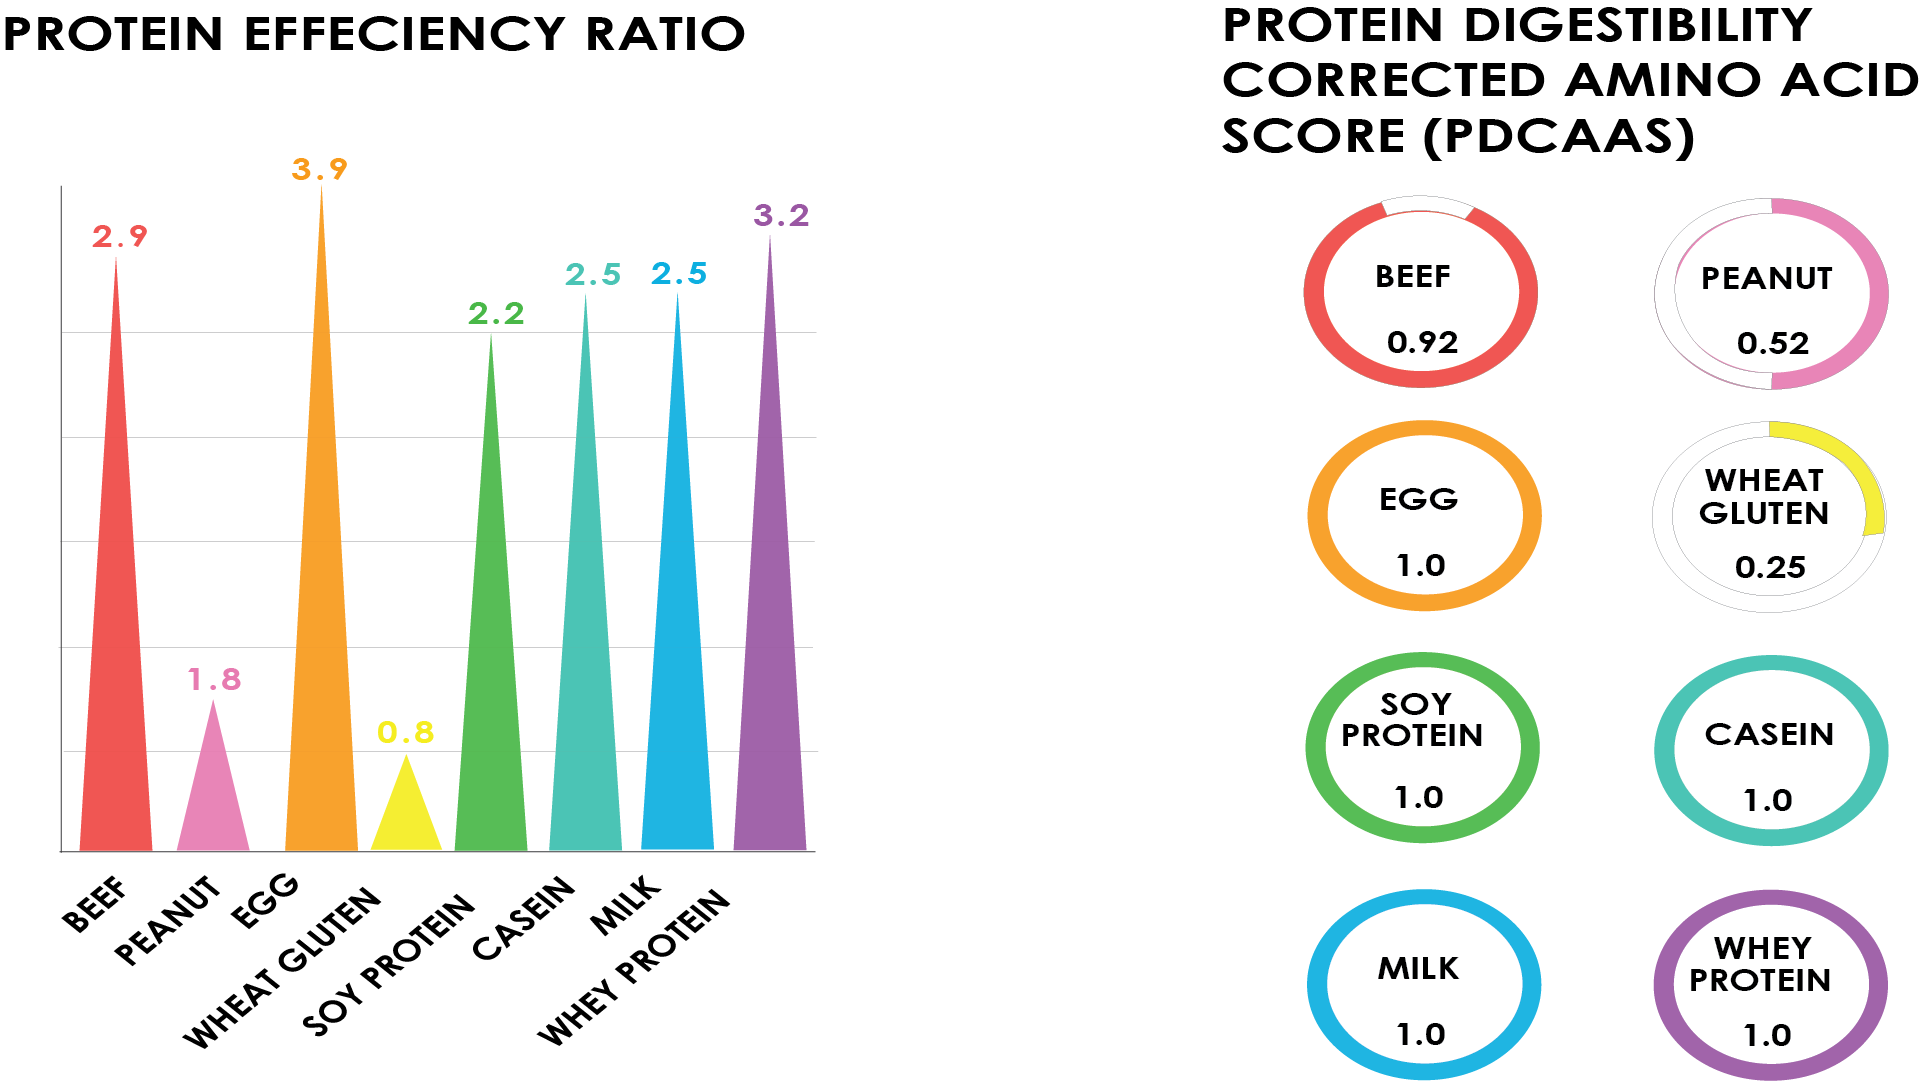 PROTEIN EFFECIENCY RATIO
3.9
2.9
3.2
2.5
2.5
2.2
1.8
0.8
BEEF
PEANUT
EGG
WHEAT GLUTEN
SOY PROTEIN
CASEIN
MILK
WHEY PROTEIN
PROTEIN DIGESTIBILITY
CORRECTED AMINO ACID
SCORE (PDCAAS)
BEEF
0.92
PEANUT
0.52
EGG
1.0
WHEAT
GLUTEN
0.25
SOY
PROTEIN
1.0
CASEIN
1.0
MILK
1.0
WHEY
PROTEIN
1.0